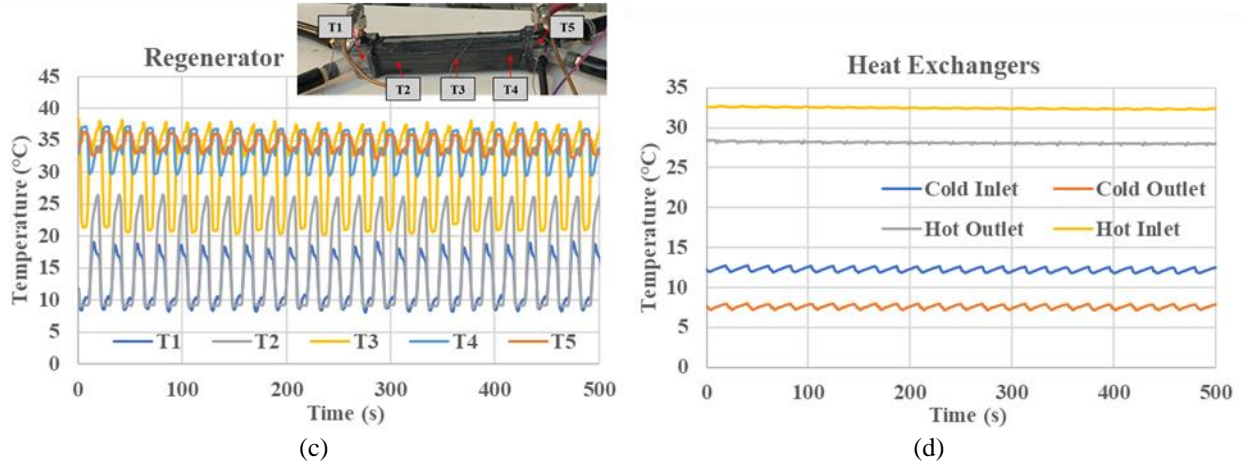 Regenerator
T1
T5
T2
T3
T4
Temperature (°C)
45
40
35
30
25
20
15
10
5
0
T1
T2
T3
T4
T5
0
100
200
300
400
500
Time (s)
(c)
Heat Exchangers
Temperature (°C)
35
30
25
20
15
10
5
0
Cold Inlet
Cold Outlet
Hot Outlet
Hot Inlet
0
100
200
300
400
500
Time (s)
(d)